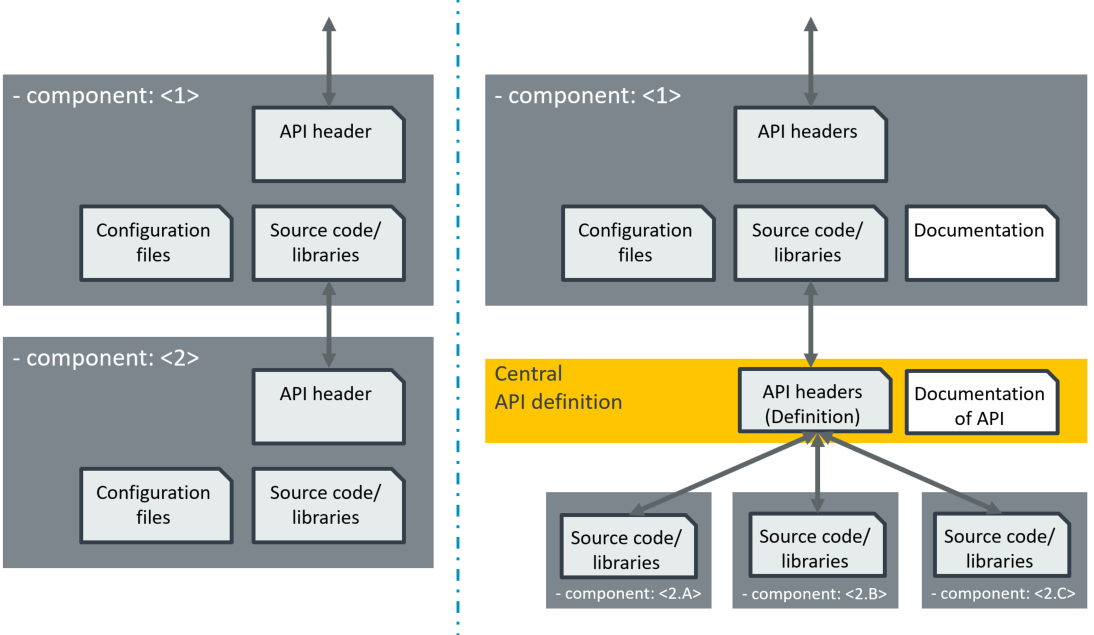 - component: <1>
API header
Configuration
files
Source code/
libraries
- component: <2>
API header
Configuration
files
Source code/
libraries
- component: <1>
API headers
Configuration
files
Source code/
libraries
Documentation
Central
API definition
API headers
(Definition)
Documentation
of API
Source code/
libraries
- component: <2.A>
Source code/
libraries
- component: <2.B>
Source code/
libraries
- component: <2.C>